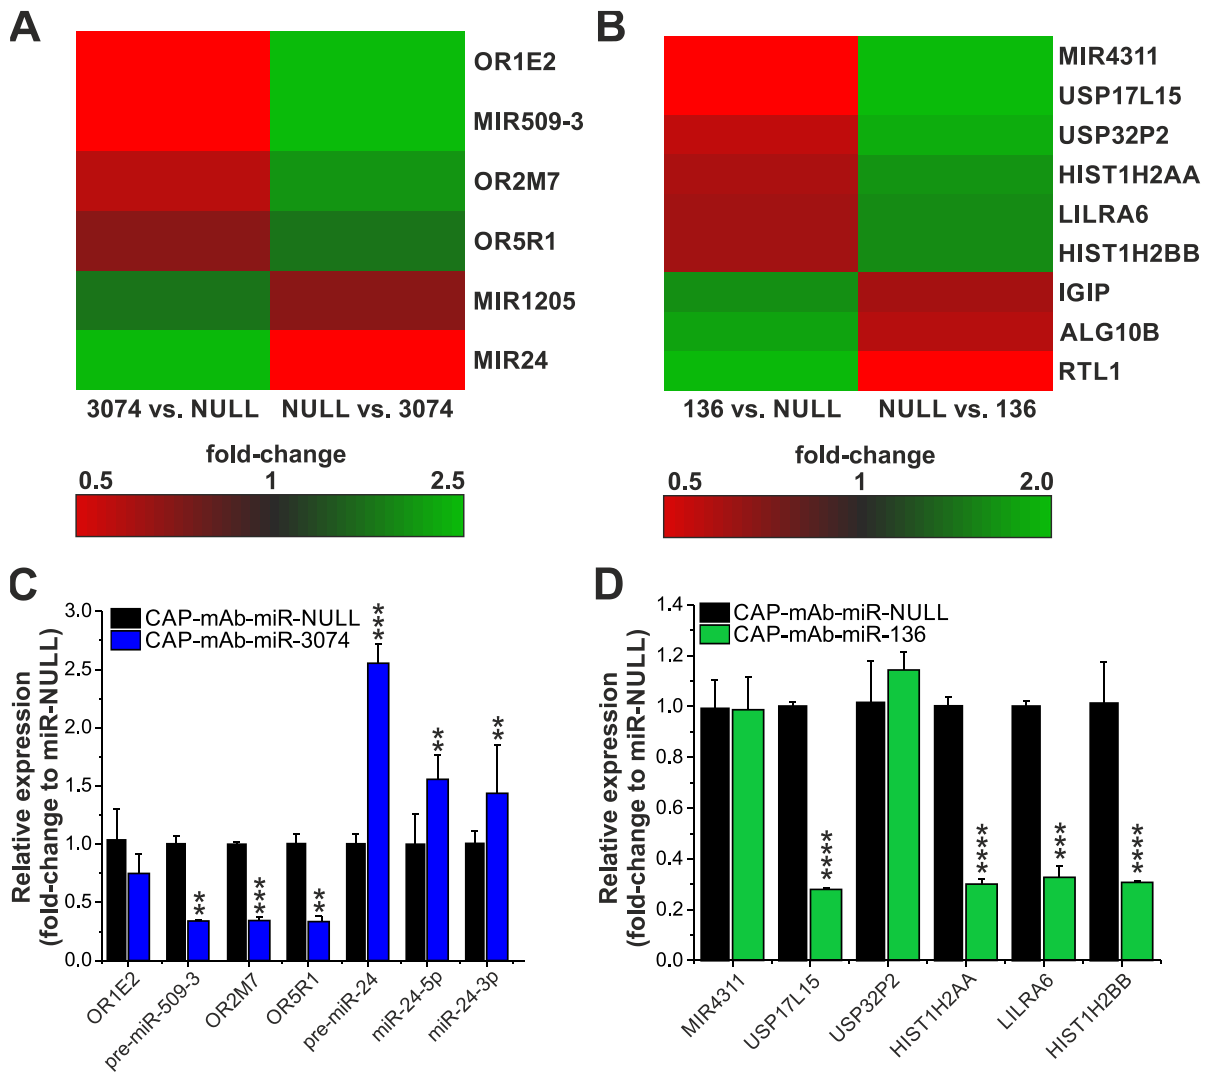 A
OR1E2
MIR509-3
OR2M7
OR5R1
MIR1205
MIR24
3074 vs. NULL NULL vs. 3074
fold-change
0.5 1 2.5
B
MIR4311
USP17L15
USP32P2
HIST1H2AA
LILRA6
HIST1H2BB
IGIP
ALG10B
RTL1
136 vs. NULL NULL vs. 136
fold-change
0.5 1 2.0
C
Relative expression
(fold-change to miR-NULL)
3.0
2.5
2.0
1.5
1.0
0.5
0.0
CAP-mAb-miR-NULL
CAP-mAb-miR-3074
** *** ** *** ** **
OR1E2 pre-miR-509-3 OR2M7 OR5R1 pre-miR-24 miR-24-5p miR-24-3p
D
Relative expression
(fold-change to miR-NULL)
1.4
1.2
1.0
0.8
0.6
0.4
0.2
0.0
CAP-mAb-miR-NULL
CAP-mAb-miR-136
**** **** *** ****
MIR4311 USP17L15 USP32P2 HIST1H2AA LILRA6 HIST1H2BB